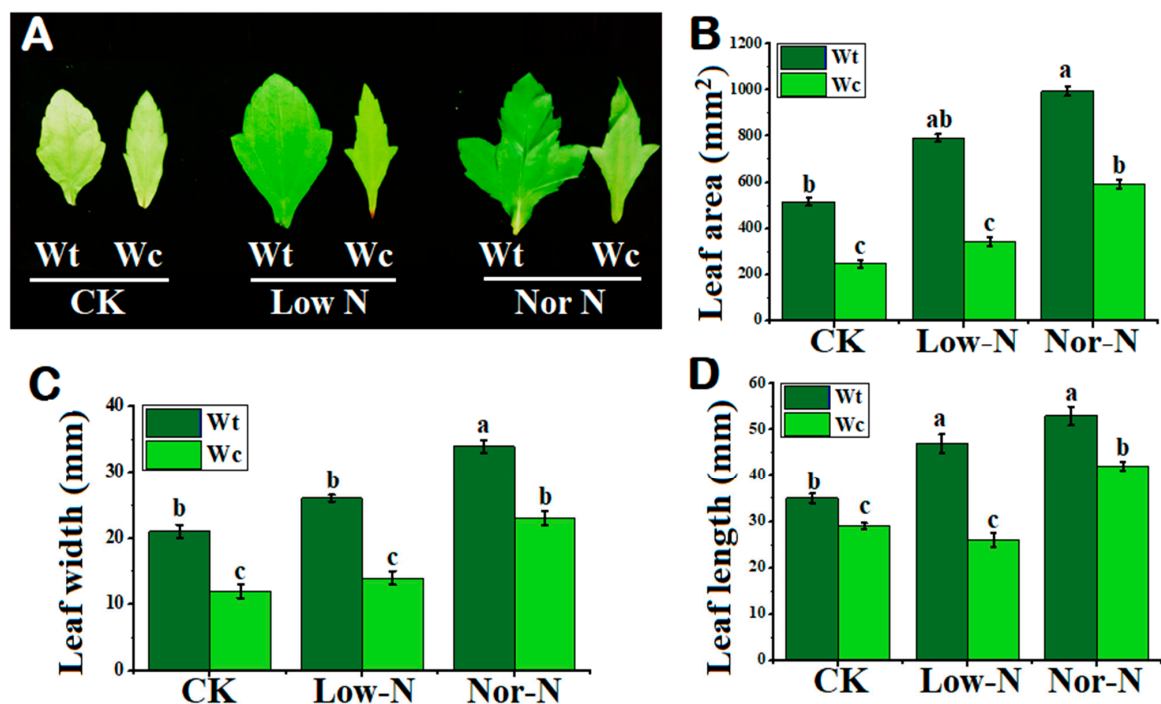 A
Wt Wc Wt Wc Wt Wc
CK Low N Nor N
B
Leaf area (mm²)
1200
1000
800
600
400
200
0
Wt
Wc
b c ab c a b
CK Low-N Nor-N
C
Leaf width (mm)
40
30
20
10
0
Wt
Wc
b c b c a b
CK Low-N Nor-N
D
Leaf length (mm)
60
50
40
30
20
10
0
Wt
Wc
b c a c a b
CK Low-N Nor-N